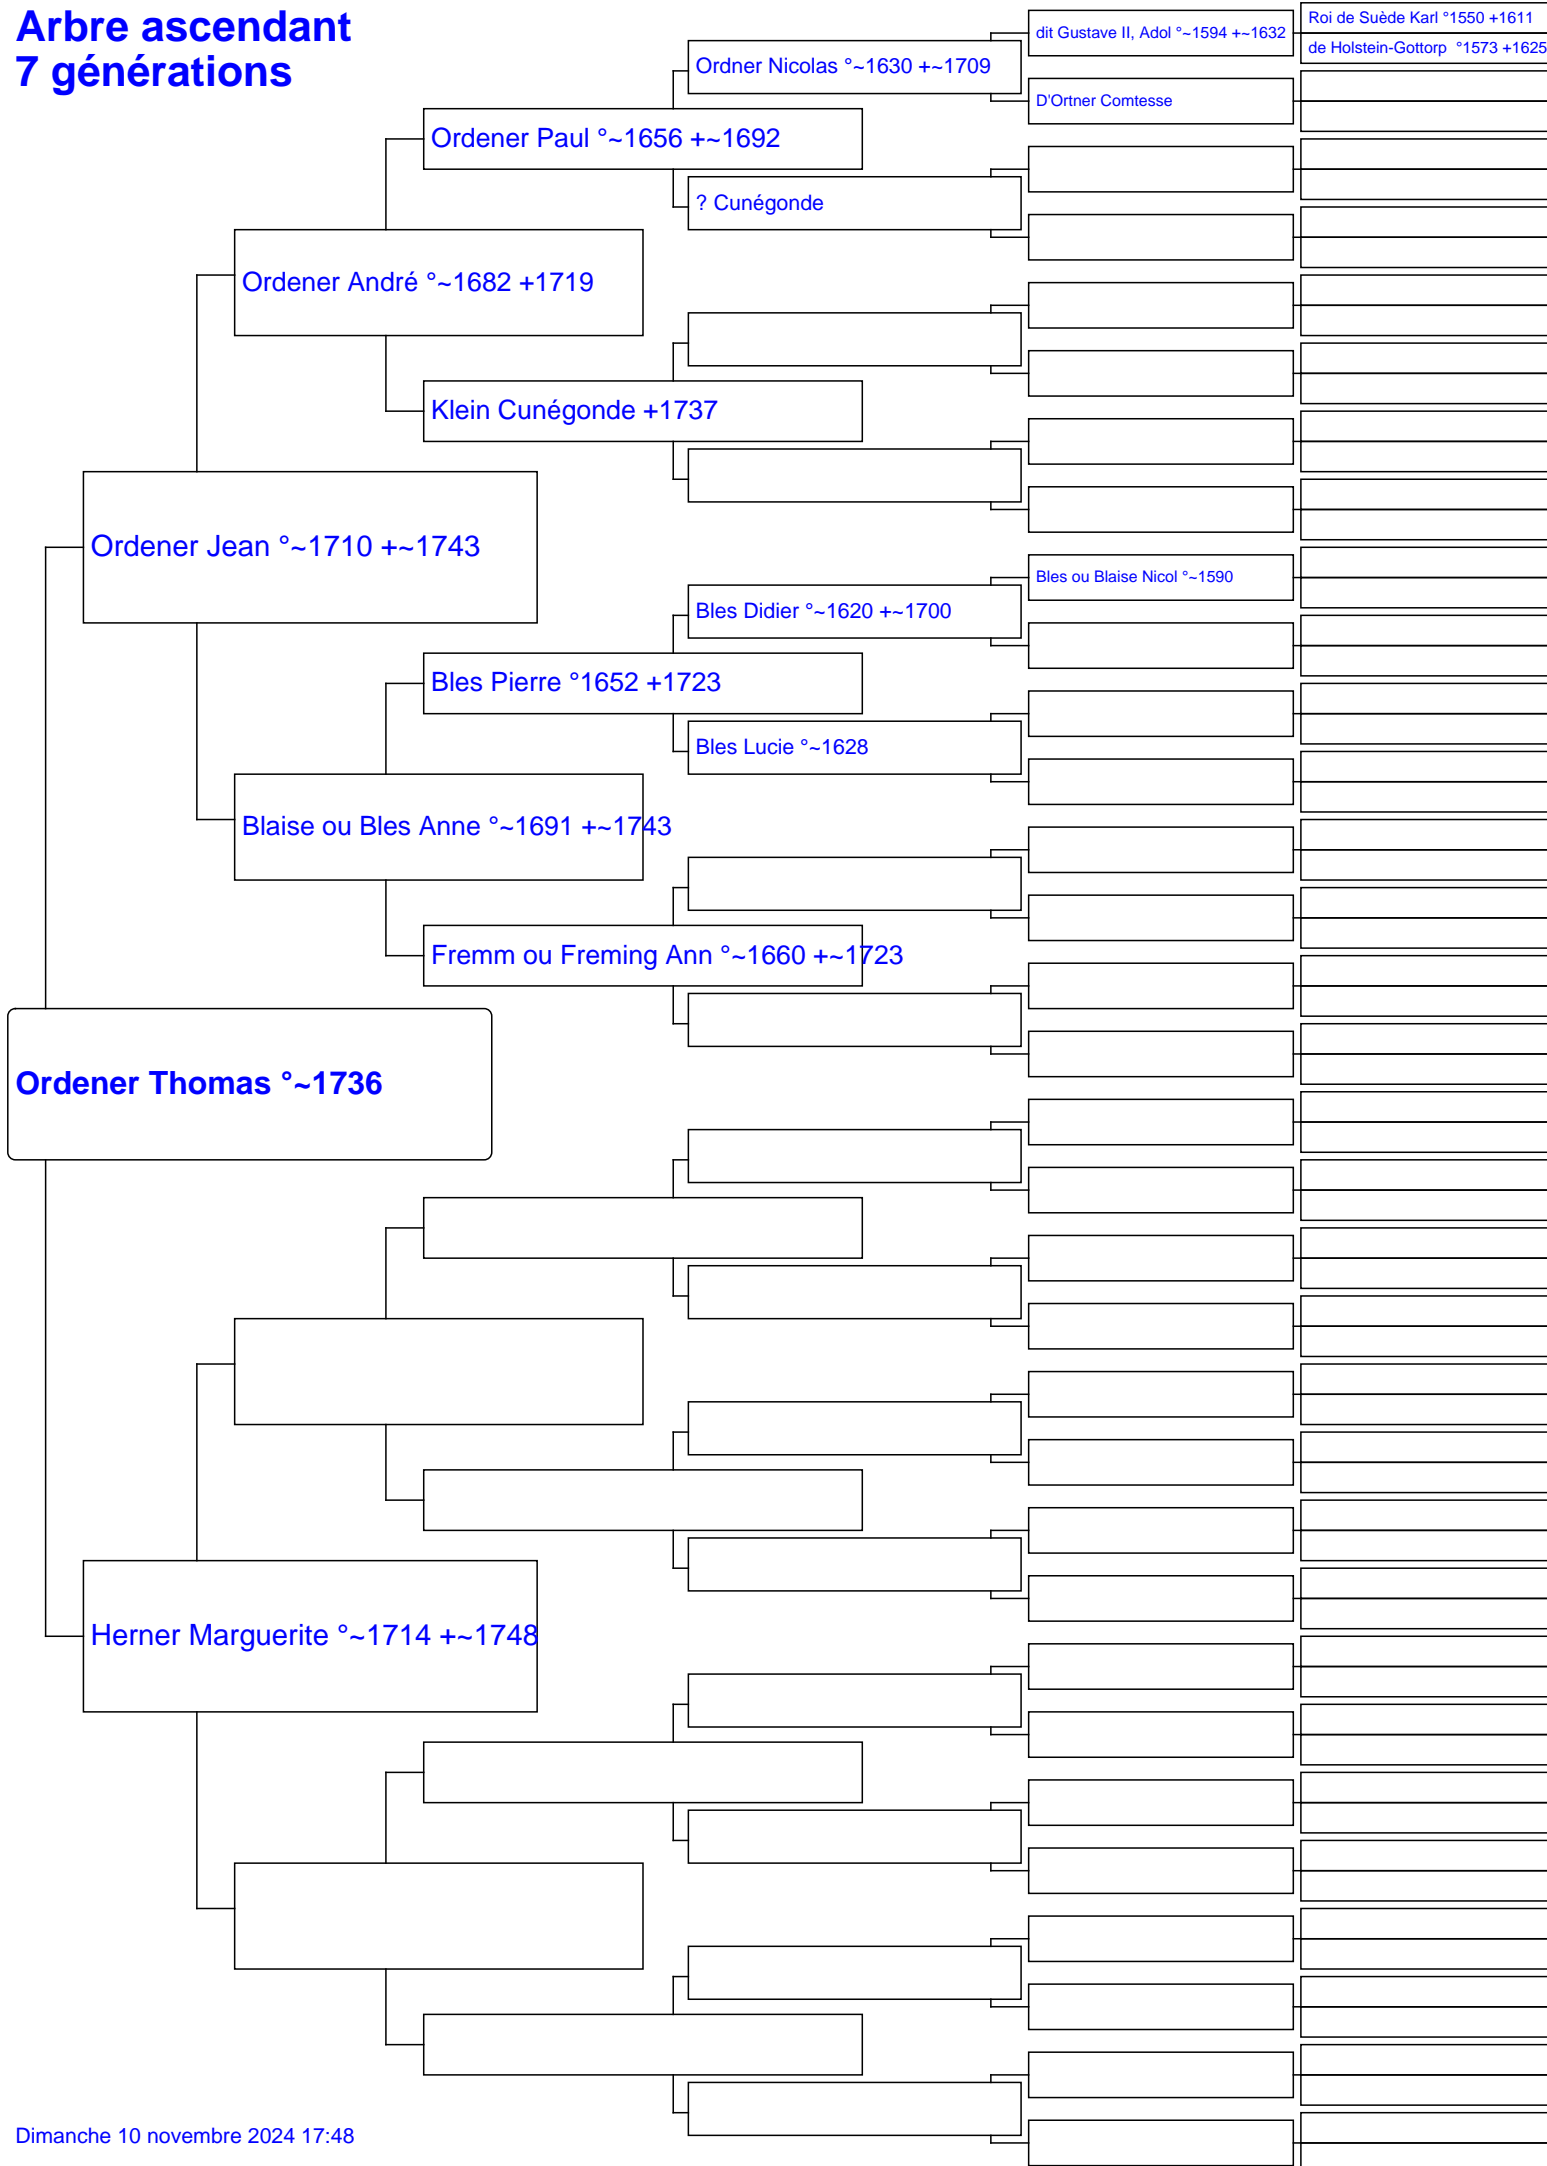 Arbre ascendant
7 générations
Roi de Suède Karl °1550 +1611
dit Gustave II, Adol °~1594 +~1632
de Holstein-Gottorp °1573 +1625
Ordner Nicolas °~1630 +~1709
D'Ortner Comtesse
Ordener Paul °~1656 +~1692
? Cunégonde
Ordener André °~1682 +1719
Klein Cunégonde +1737
Ordener Jean °~1710 +~1743
Bles ou Blaise Nicol °~1590
Bles Didier °~1620 +~1700
Bles Pierre °1652 +1723
Bles Lucie °~1628
Blaise ou Bles Anne °~1691 +~1743
Fremm ou Freming Ann °~1660 +~1723
Ordener Thomas °~1736
Herner Marguerite °~1714 +~1748
Dimanche 10 novembre 2024 17:48